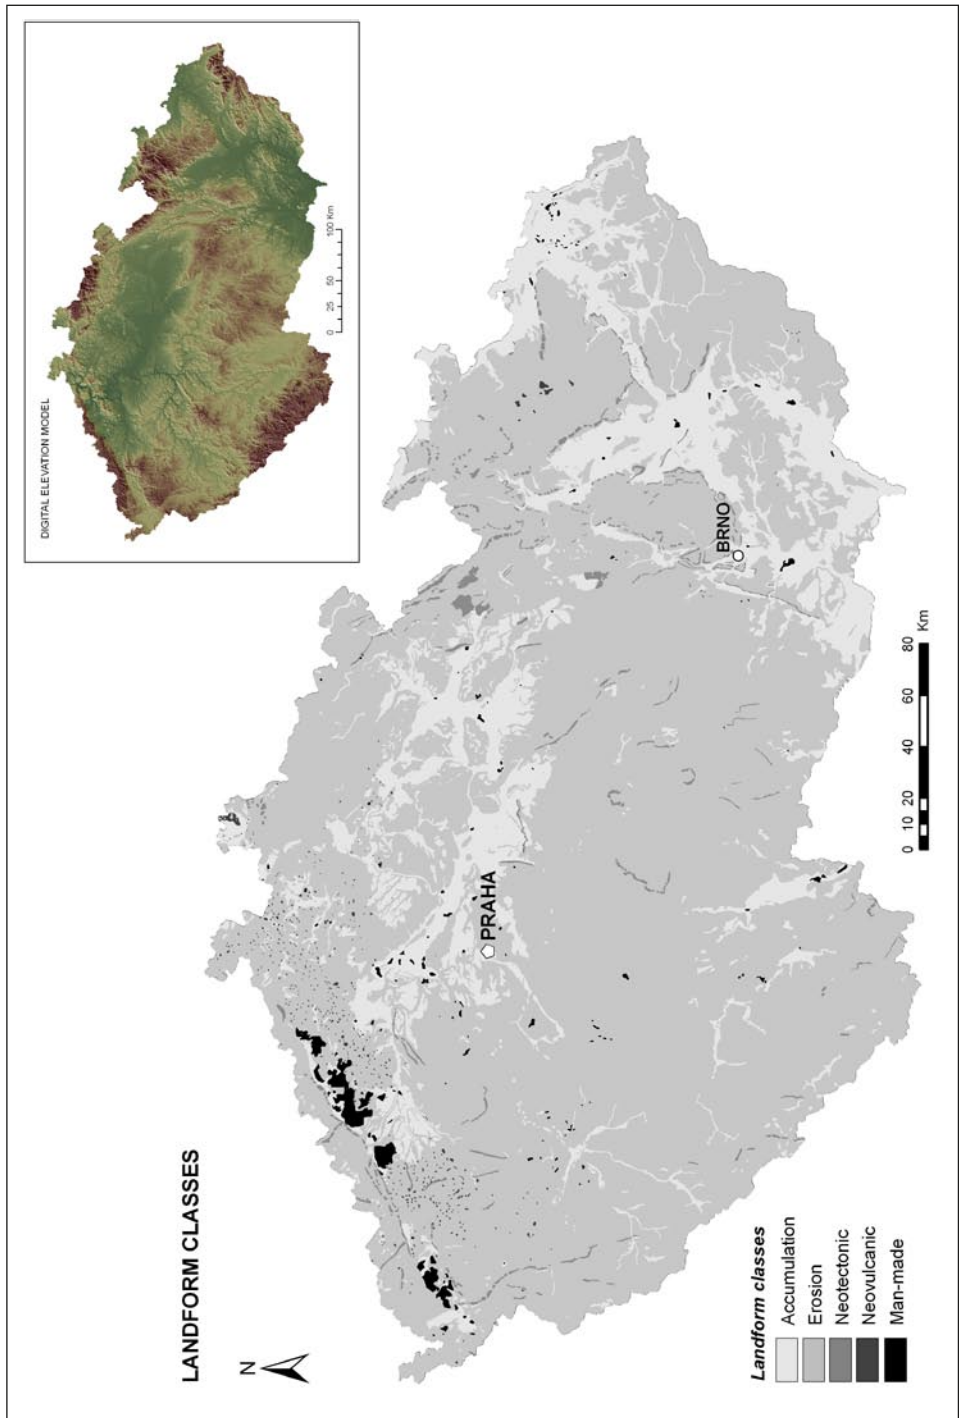 LANDFORM CLASSES
N
DIGITAL ELEVATION MODEL
0 25 50 100 Km
PRAHA
BRNO
Landform classes
Accumulation
Erosion
Neotectonic
Neovulcanic
Man-made
0 10 20 40 60 80
Km